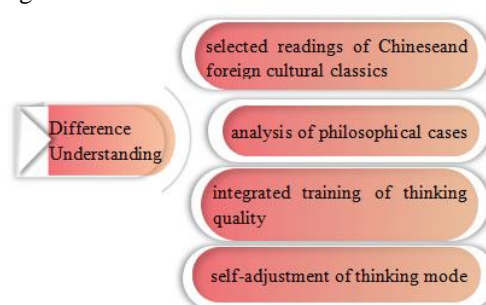 selected readings of Chineseand
foreign cultural classics
Difference
Understanding
analysis of philosophical cases
integrated training of thinking
quality
self-adjustment of thinking mode